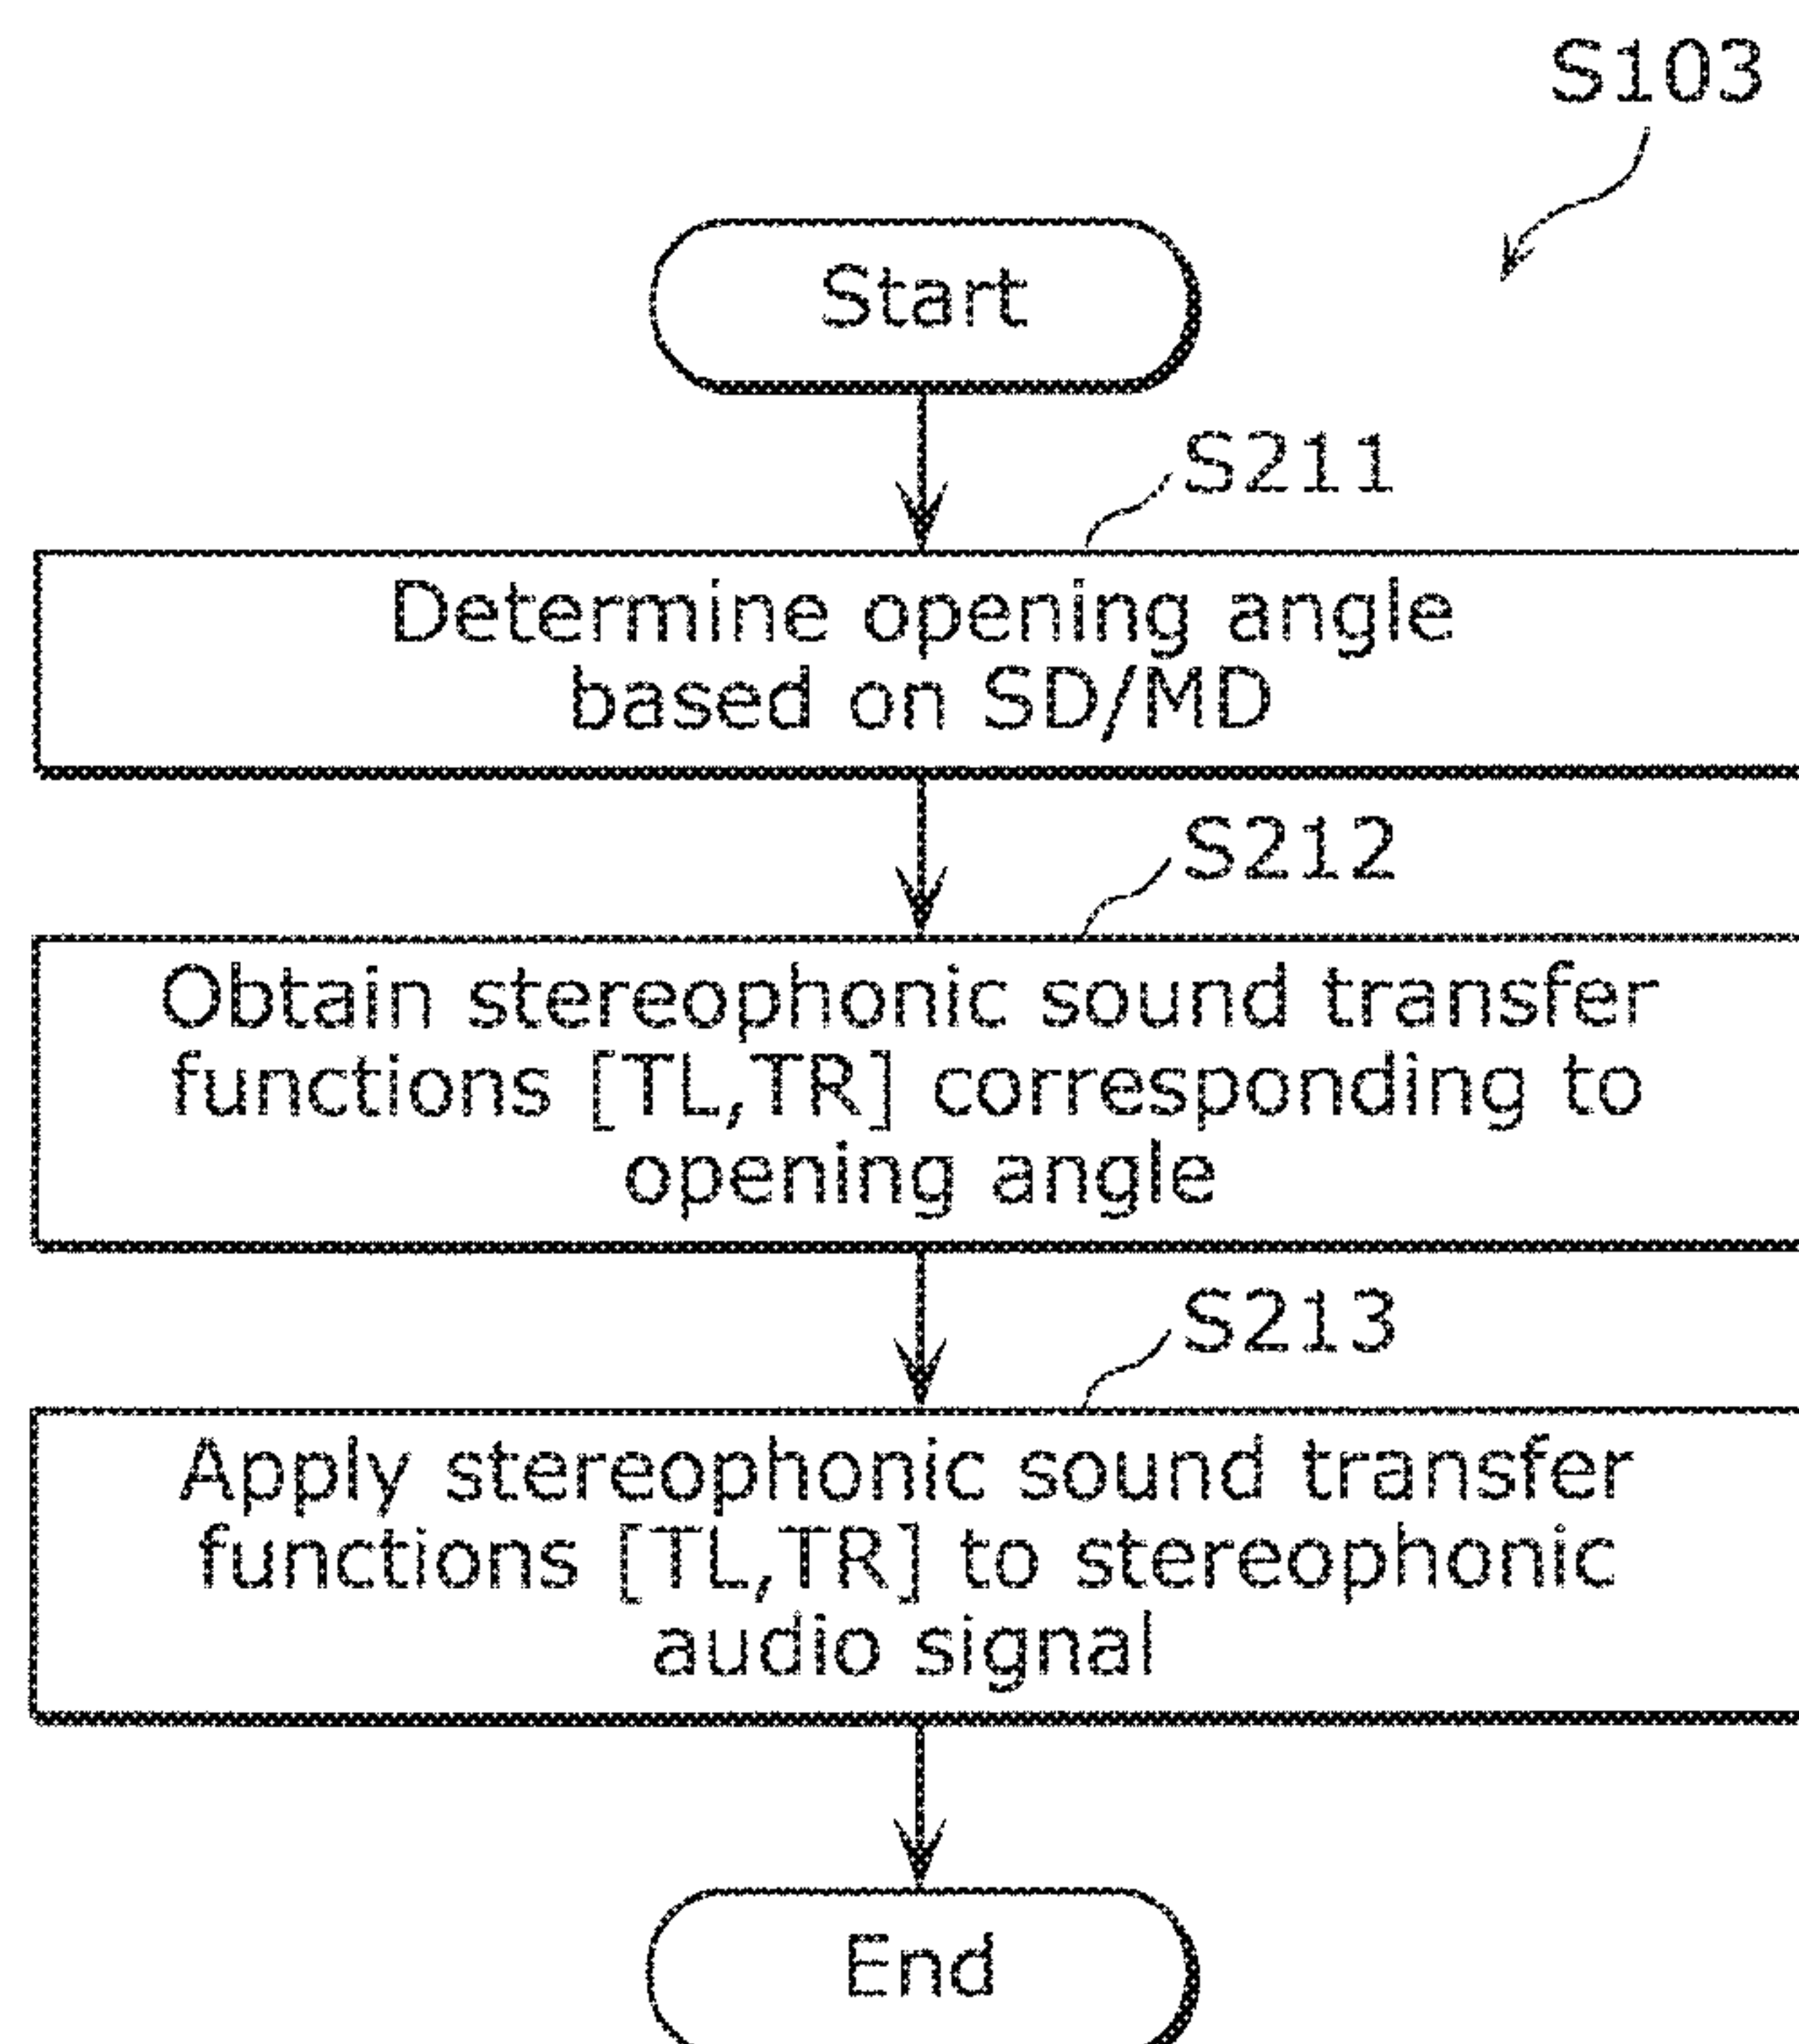 S103
Start
S211
Determine opening angle
based on SD/MD
S212
Obtain stereophonic sound transfer
functions [TL,TR] corresponding to
opening angle
S213
Apply stereophonic sound transfer
functions [TL,TR] to stereophonic
audio signal
End